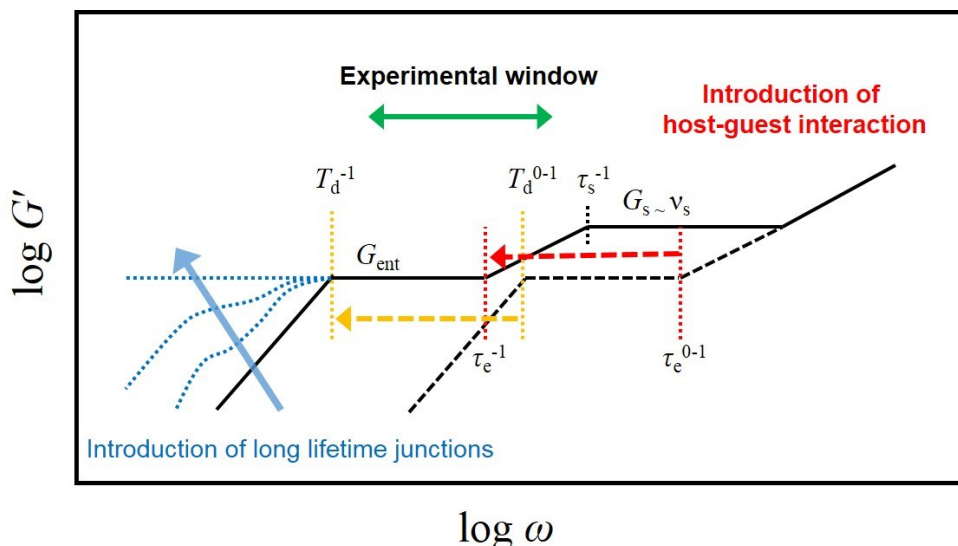 Experimental window
Introduction of
host-guest interaction
T_d^-1
T_d^0-1
τ_s^-1
G_s ~ ν_s
log G'
G_ent
τ_e^-1
τ_e^0-1
Introduction of long lifetime junctions
log ω